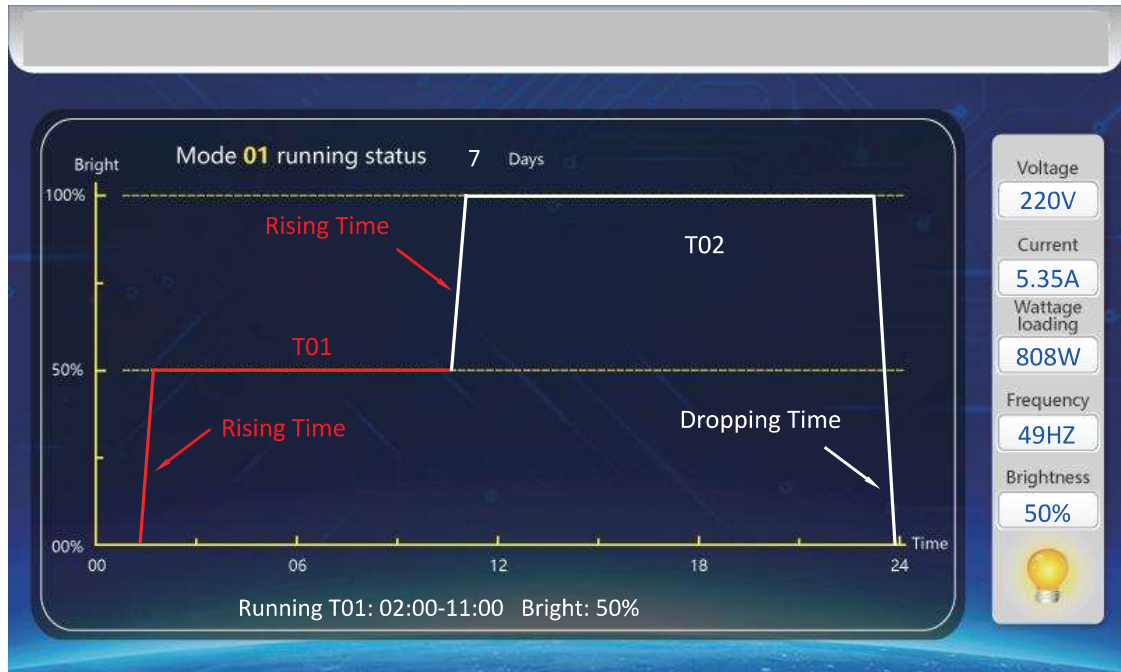 Mode 01 running status 7 Days
Bright
100%
50%
00%
Rising Time
T02
T01
Rising Time
Dropping Time
Time
00 06 12 18 24
Running T01: 02:00-11:00 Bright: 50%
Voltage
220V
Current
5.35A
Wattage
loading
808W
Frequency
49HZ
Brightness
50%